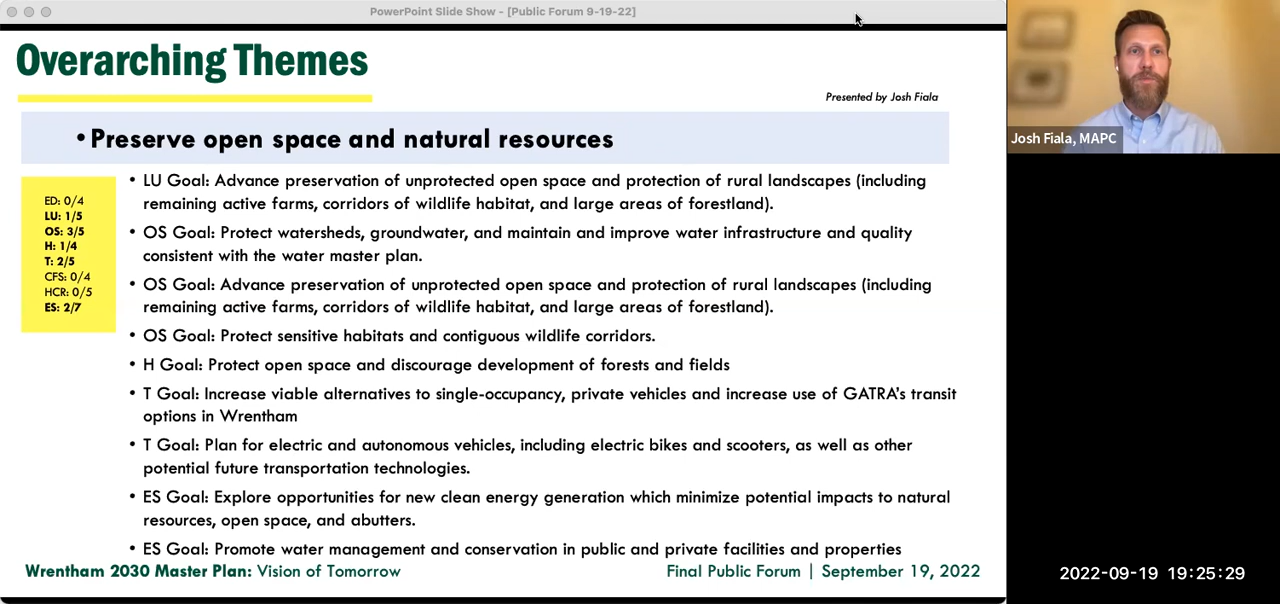 PowerPoint Slide Show - [Public Forum 9-19-22]
Overarching Themes
Presented by Josh Fiala
•Preserve open space and natural resources
ED: 0/4
LU: 1/5
OS: 3/5
H: 1/4
T: 2/5
CFS: 0/4
HCR: 0/5
ES: 2/7
• LU Goal: Advance preservation of unprotected open space and protection of rural landscapes (including
remaining active farms, corridors of wildlife habitat, and large areas of forestland).
• OS Goal: Protect watersheds, groundwater, and maintain and improve water infrastructure and quality
consistent with the water master plan.
• OS Goal: Advance preservation of unprotected open space and protection of rural landscapes (including
remaining active farms, corridors of wildlife habitat, and large areas of forestland).
• OS Goal: Protect sensitive habitats and contiguous wildlife corridors.
• H Goal: Protect open space and discourage development of forests and fields
• T Goal: Increase viable alternatives to single-occupancy, private vehicles and increase use of GATRA's transit
options in Wrentham
• T Goal: Plan for electric and autonomous vehicles, including electric bikes and scooters, as well as other
potential future transportation technologies.
• ES Goal: Explore opportunities for new clean energy generation which minimize potential impacts to natural
resources, open space, and abutters.
• ES Goal: Promote water management and conservation in public and private facilities and properties
Wrentham 2030 Master Plan: Vision of Tomorrow
Final Public Forum | September 19, 2022
Josh Fiala, MAPC
2022-09-19 19:25:29